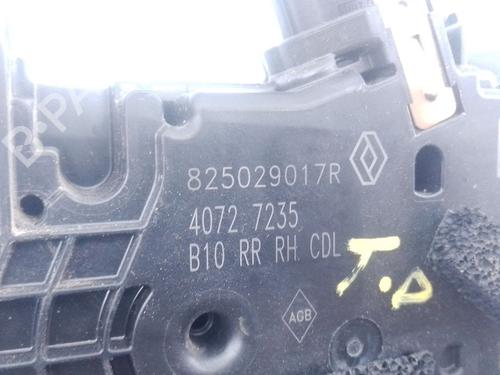 825029017R
4072 7235
B10 RR RH CDL
T.D
AGB